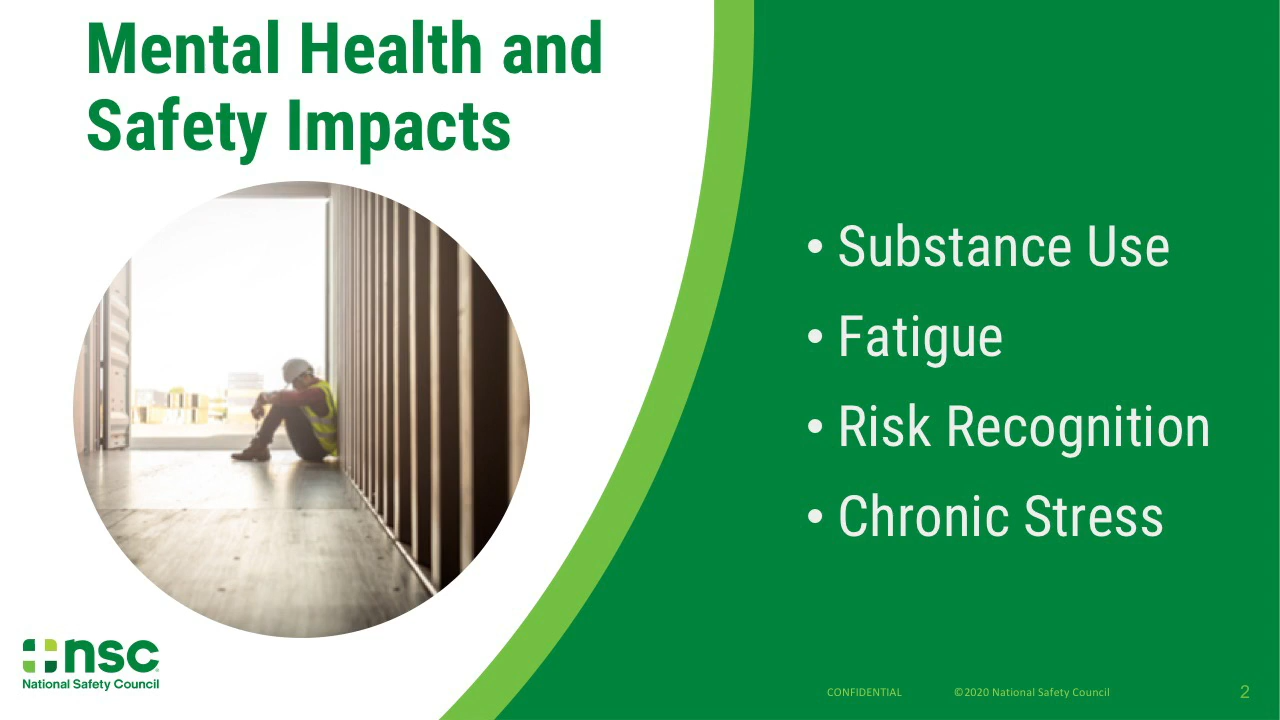 Mental Health and
Safety Impacts
• Substance Use
• Fatigue
• Risk Recognition
• Chronic Stress
nsc
National Safety Council
CONFIDENTIAL
©2020 National Safety Council
2